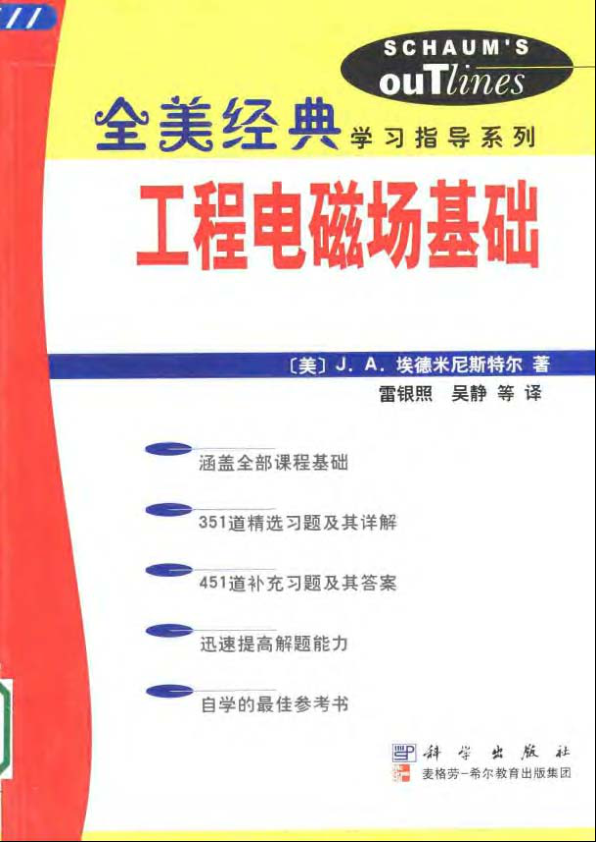 SCHAUM'S
ouTlines
全美经典学习指导系列
工程电磁场基础
〔美〕J. A. 埃德米尼斯特尔 著
雷银照 吴静 等 译
涵盖全部课程基础
351道精选习题及其详解
451道补充习题及其答案
迅速提高解题能力
自学的最佳参考书
科学出版社
麦格劳-希尔教育出版集团